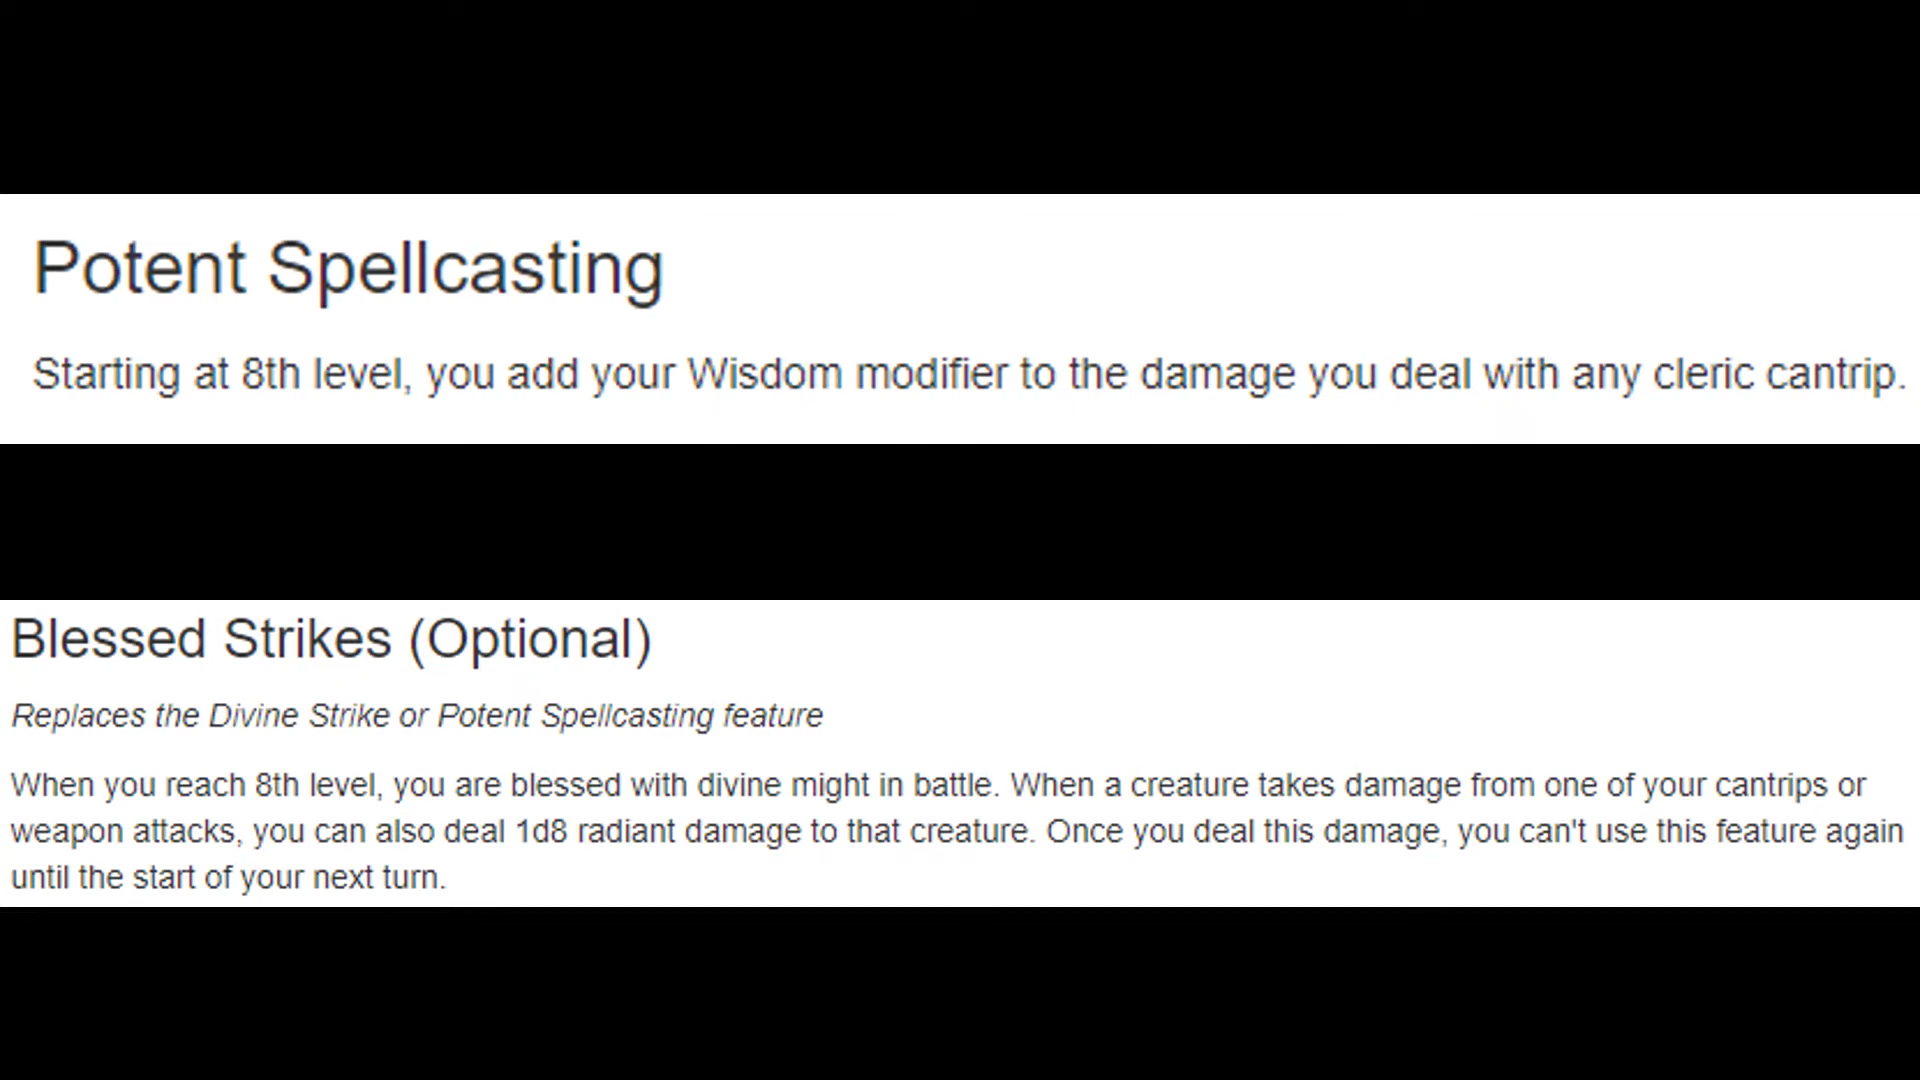 Potent Spellcasting
Starting at 8th level, you add your Wisdom modifier to the damage you deal with any cleric cantrip.
Blessed Strikes (Optional)
Replaces the Divine Strike or Potent Spellcasting feature
When you reach 8th level, you are blessed with divine might in battle. When a creature takes damage from one of your cantrips or
weapon attacks, you can also deal 1d8 radiant damage to that creature. Once you deal this damage, you can't use this feature again
until the start of your next turn.